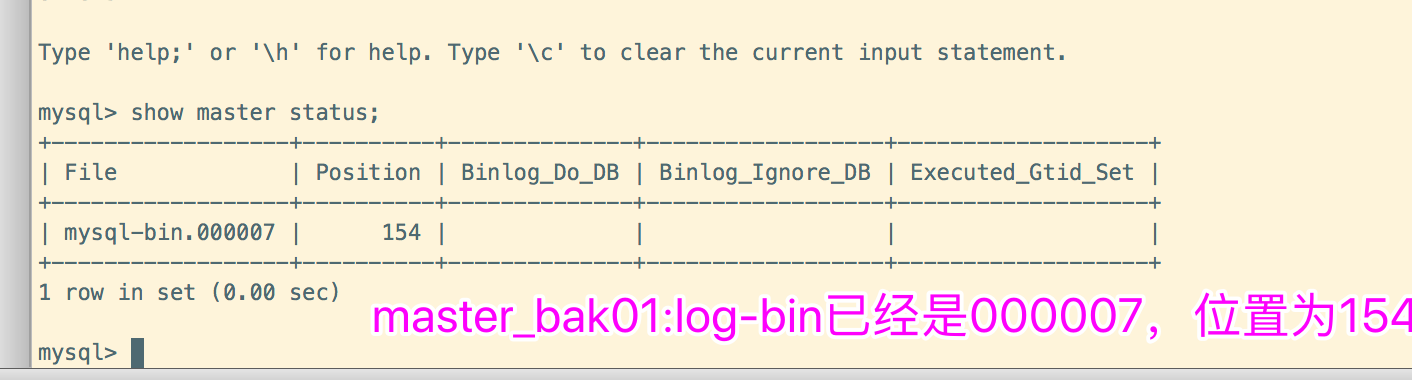 Type 'help;' or '\h' for help. Type '\c' to clear the current input statement.
mysql> show master status;
+------------------+----------+--------------+------------------+-------------------+
| File             | Position | Binlog_Do_DB | Binlog_Ignore_DB | Executed_Gtid_Set |
+------------------+----------+--------------+------------------+-------------------+
| mysql-bin.000007 |      154 |              |                  |                   |
+------------------+----------+--------------+------------------+-------------------+
1 row in set (0.00 sec)
master_bak01:log-bin已经是000007，位置为154
mysql>